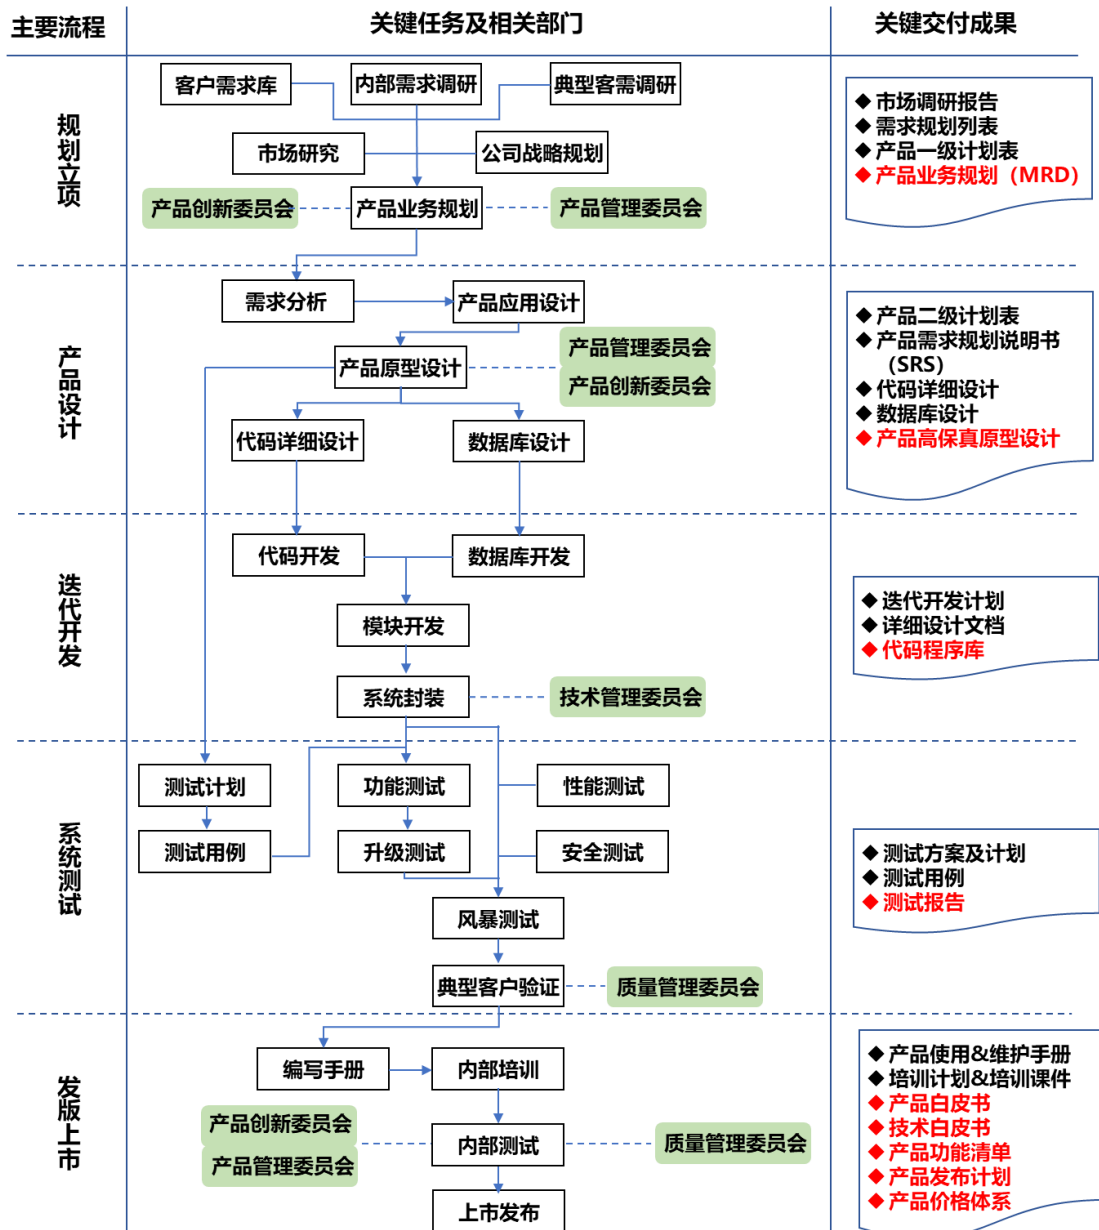 主要流程
关键任务及相关部门
关键交付成果
规划立项
客户需求库
内部需求调研
典型客需调研
市场研究
公司战略规划
产品创新委员会
产品业务规划
产品管理委员会
◆ 市场调研报告
◆ 需求规划列表
◆ 产品一级计划表
◆ 产品业务规划（MRD）
产品设计
需求分析
产品应用设计
产品管理委员会
产品原型设计
产品创新委员会
代码详细设计
数据库设计
◆ 产品二级计划表
◆ 产品需求规划说明书
（SRS）
◆ 代码详细设计
◆ 数据库设计
◆ 产品高保真原型设计
迭代开发
代码开发
数据库开发
模块开发
系统封装
技术管理委员会
◆ 迭代开发计划
◆ 详细设计文档
◆ 代码程序库
系统测试
测试计划
功能测试
性能测试
测试用例
升级测试
安全测试
风暴测试
典型客户验证
质量管理委员会
◆ 测试方案及计划
◆ 测试用例
◆ 测试报告
发版上市
编写手册
内部培训
产品创新委员会
产品管理委员会
内部测试
质量管理委员会
上市发布
◆ 产品使用&维护手册
◆ 培训计划&培训课件
◆ 产品白皮书
◆ 技术白皮书
◆ 产品功能清单
◆ 产品发布计划
◆ 产品价格体系